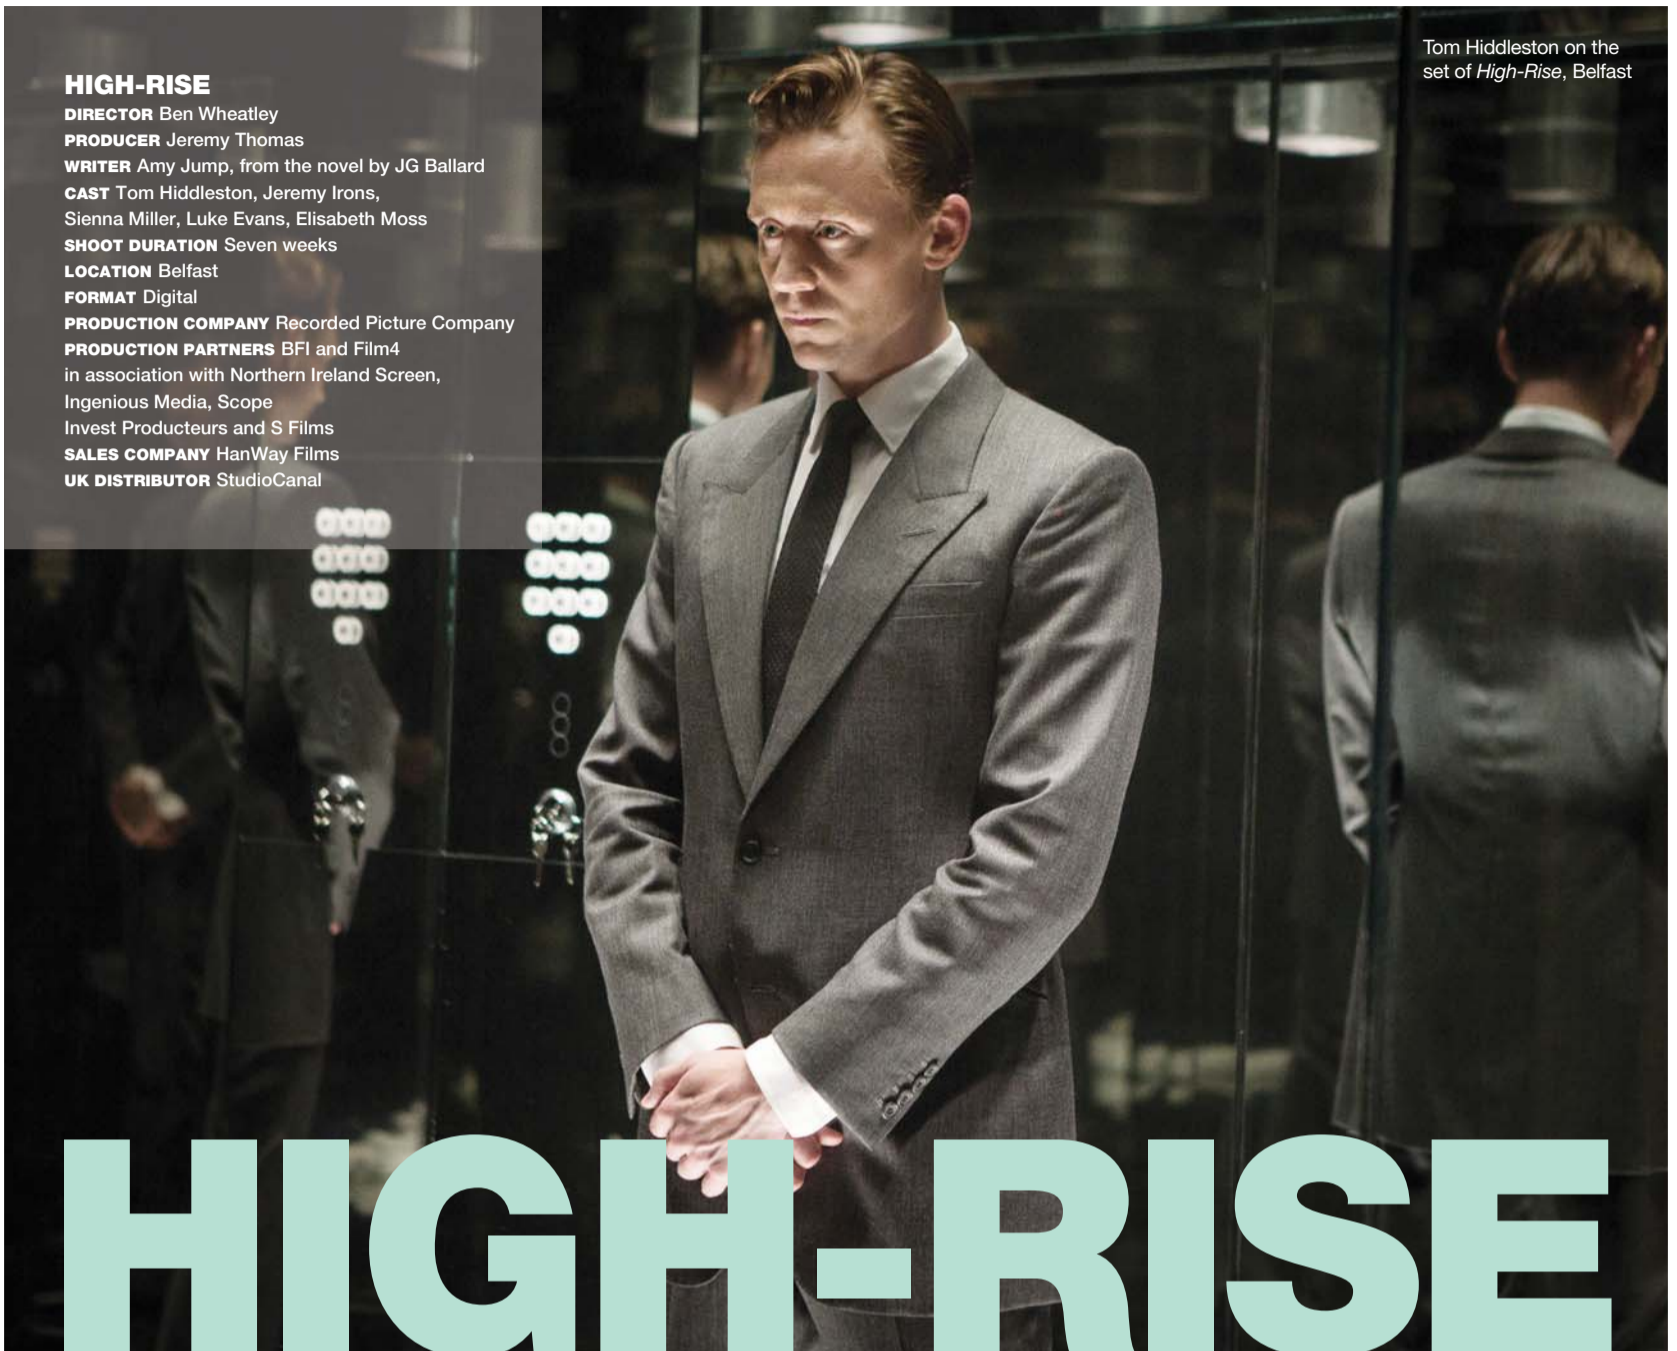 HIGH-RISE
DIRECTOR Ben Wheatley
PRODUCER Jeremy Thomas
WRITER Amy Jump, from the novel by JG Ballard
CAST Tom Hiddleston, Jeremy Irons,
Sienna Miller, Luke Evans, Elisabeth Moss
SHOOT DURATION Seven weeks
LOCATION Belfast
FORMAT Digital
PRODUCTION COMPANY Recorded Picture Company
PRODUCTION PARTNERS BFI and Film4
in association with Northern Ireland Screen,
Ingenious Media, Scope
Invest Producteurs and S Films
SALES COMPANY HanWay Films
UK DISTRIBUTOR StudioCanal
Tom Hiddleston on the
set of High-Rise, Belfast
HIGH-RISE